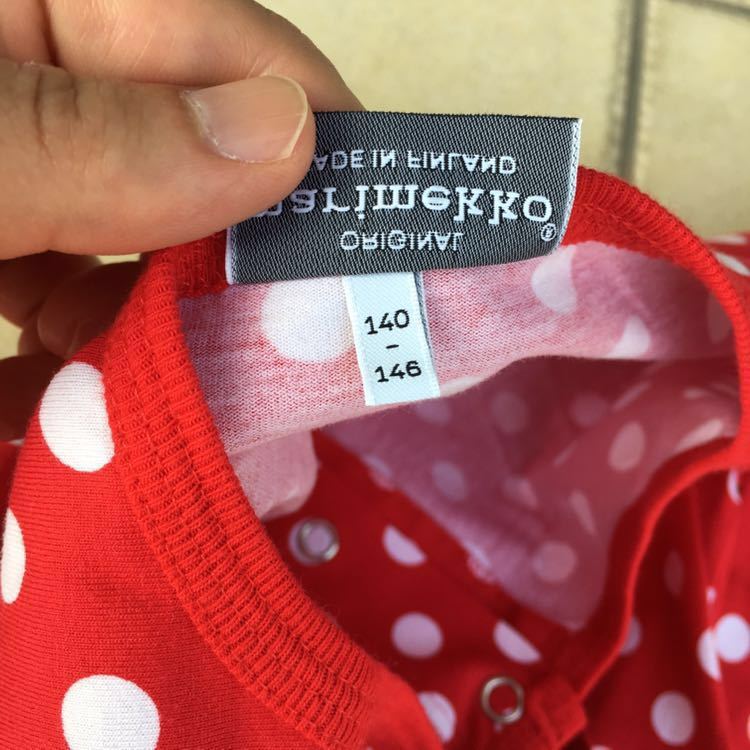 ORIGINAL
marimekko®
MADE IN FINLAND
140
-
146